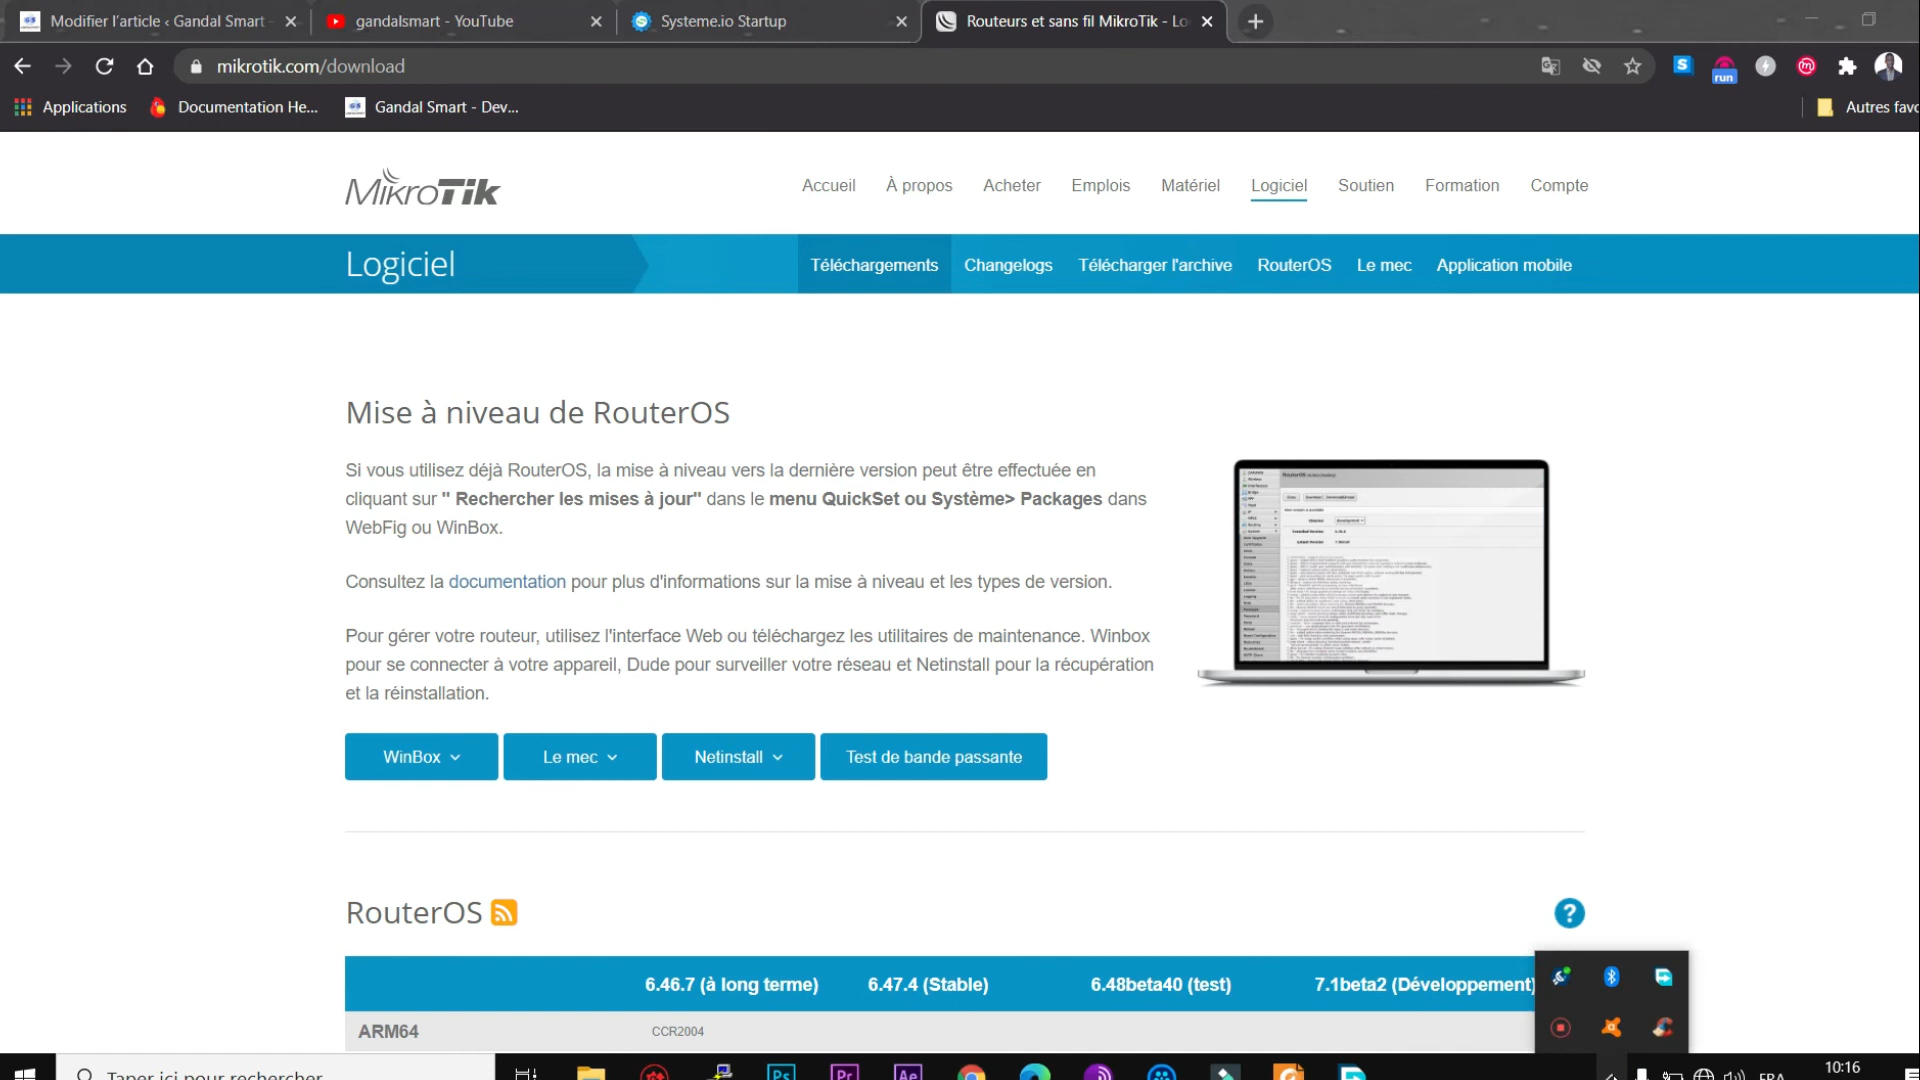 Modifier l'article ‹ Gandal Smart
gandalsmart - YouTube
Systeme.io Startup
Routeurs et sans fil MikroTik - Lo
mikrotik.com/download
run
Applications
Documentation He...
Gandal Smart - Dev...
Autres favo
MikroTik
Accueil
À propos
Acheter
Emplois
Matériel
Logiciel
Soutien
Formation
Compte
Logiciel
Téléchargements
Changelogs
Télécharger l'archive
RouterOS
Le mec
Application mobile
Mise à niveau de RouterOS
Si vous utilisez déjà RouterOS, la mise à niveau vers la dernière version peut être effectuée en
cliquant sur " Rechercher les mises à jour" dans le menu QuickSet ou Système> Packages dans
WebFig ou WinBox.
Consultez la documentation pour plus d'informations sur la mise à niveau et les types de version.
Pour gérer votre routeur, utilisez l'interface Web ou téléchargez les utilitaires de maintenance. Winbox
pour se connecter à votre appareil, Dude pour surveiller votre réseau et Netinstall pour la récupération
et la réinstallation.
WinBox
Le mec
Netinstall
Test de bande passante
RouterOS
?
6.46.7 (à long terme)
6.47.4 (Stable)
6.48beta40 (test)
7.1beta2 (Développement)
ARM64
CCR2004
Taper ici pour rechercher
Ps
Pr
Ae
FRA
10:16